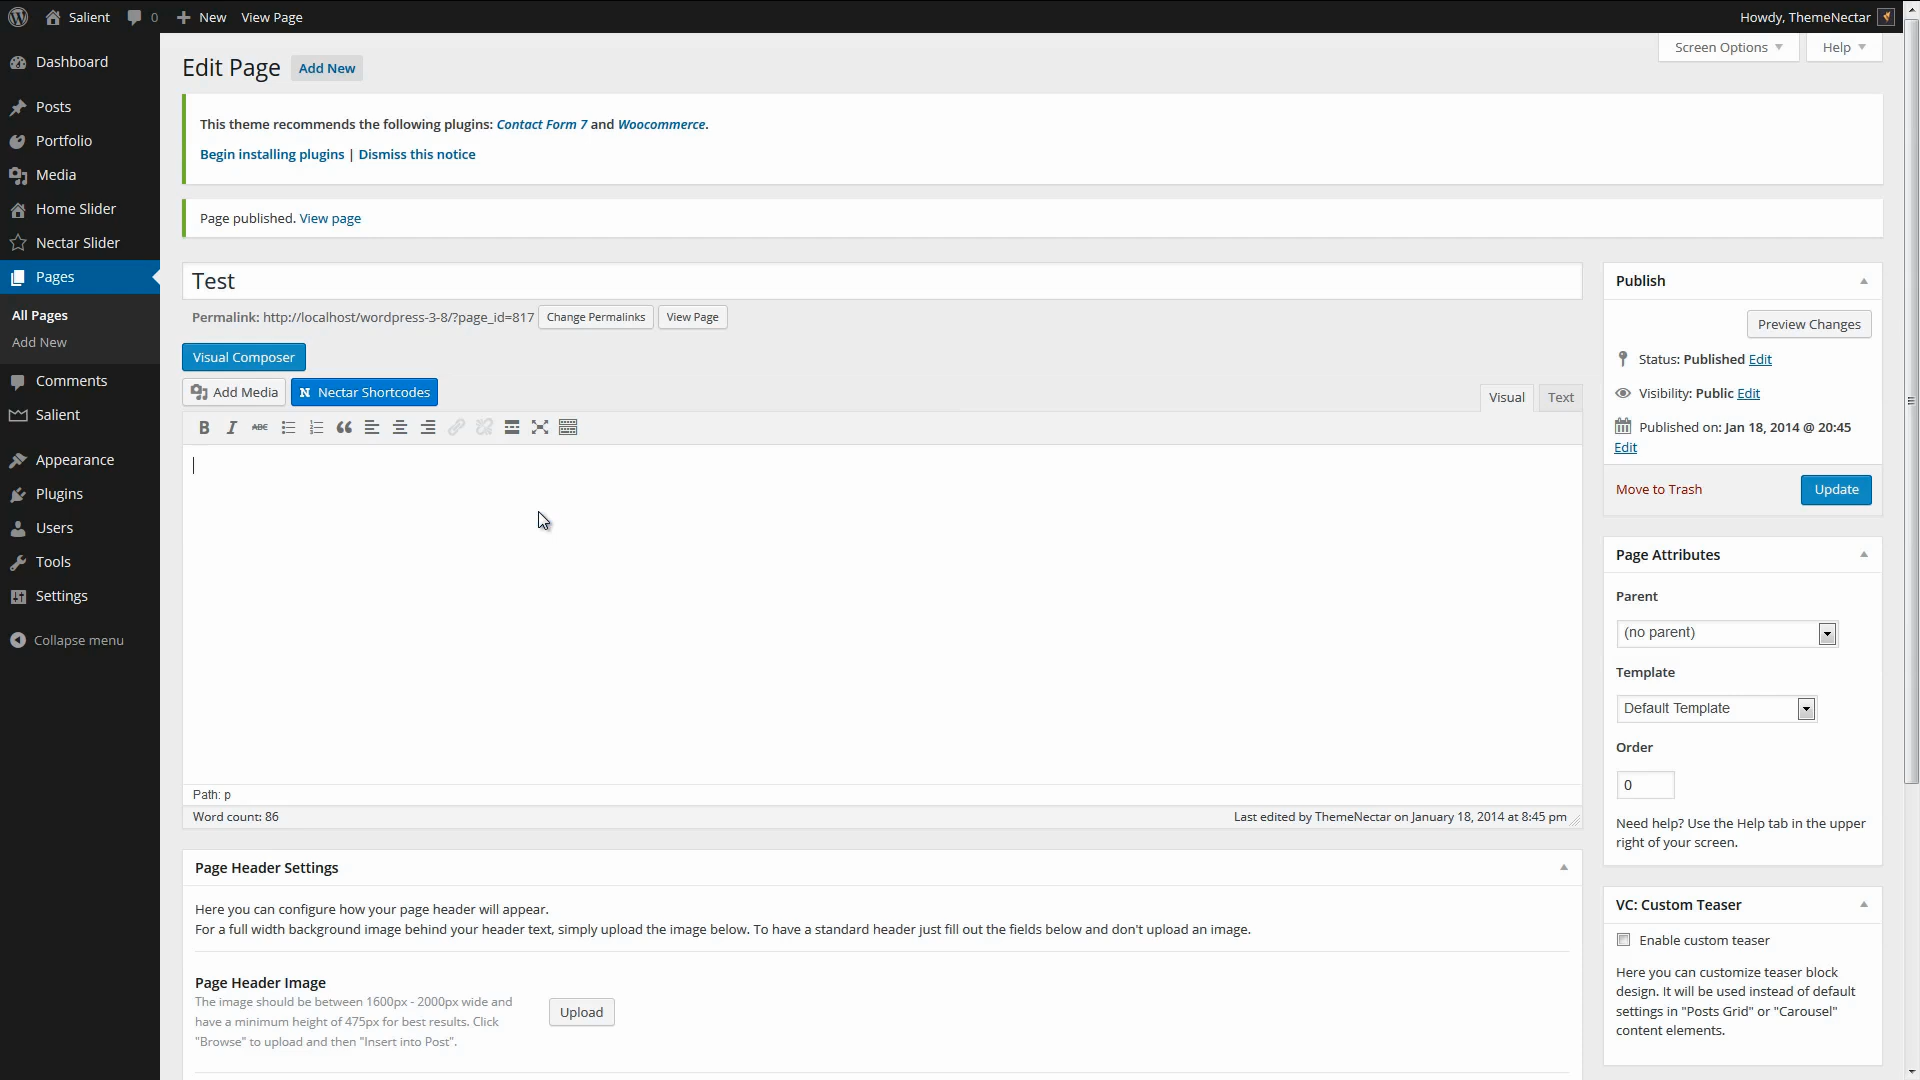 Salient 0 New View Page Howdy, ThemeNectar
Screen Options Help
Dashboard
Posts
Portfolio
Media
Home Slider
Nectar Slider
Pages
All Pages
Add New
Comments
Salient
Appearance
Plugins
Users
Tools
Settings
Collapse menu
Edit Page Add New
This theme recommends the following plugins: Contact Form 7 and Woocommerce.
Begin installing plugins | Dismiss this notice
Page published. View page
Test
Permalink: http://localhost/wordpress-3-8/?page_id=817 Change Permalinks View Page
Visual Composer
Add Media N Nectar Shortcodes Visual Text
B I ABC
Path: p
Word count: 86 Last edited by ThemeNectar on January 18, 2014 at 8:45 pm
Page Header Settings
Here you can configure how your page header will appear.
For a full width background image behind your header text, simply upload the image below. To have a standard header just fill out the fields below and don't upload an image.
Page Header Image
The image should be between 1600px - 2000px wide and
have a minimum height of 475px for best results. Click
"Browse" to upload and then "Insert into Post".
Upload
Publish
Preview Changes
Status: Published Edit
Visibility: Public Edit
Published on: Jan 18, 2014 @ 20:45
Edit
Move to Trash Update
Page Attributes
Parent
(no parent)
Template
Default Template
Order
0
Need help? Use the Help tab in the upper
right of your screen.
VC: Custom Teaser
Enable custom teaser
Here you can customize teaser block
design. It will be used instead of default
settings in "Posts Grid" or "Carousel"
content elements.